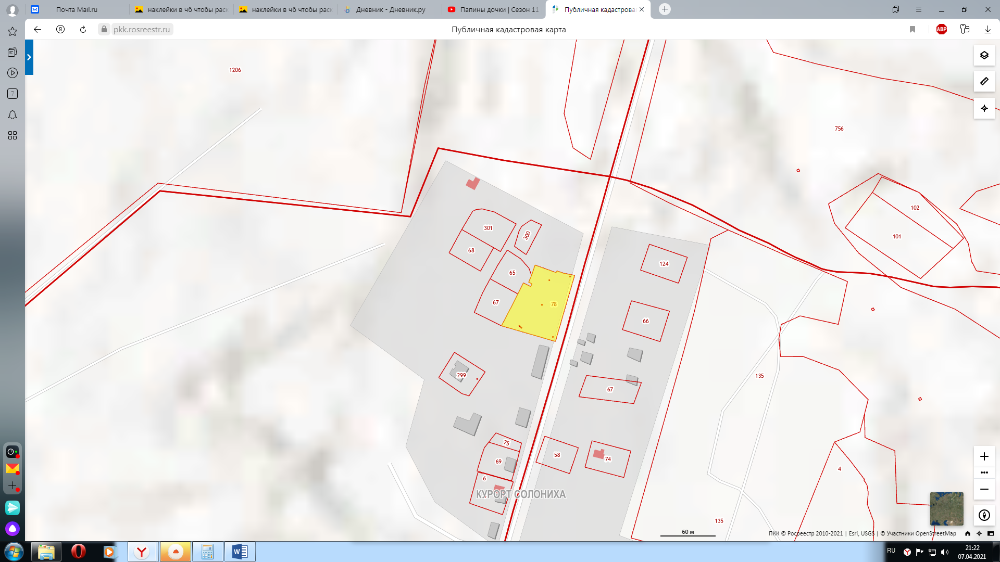 Почта Mail.ru
наклейки в чб чтобы раск
наклейки в чб чтобы раск
Дневник - Дневник.ру
Папины дочки | Сезон 11
Публичная кадастрова
pkk.rosreestr.ru
Публичная кадастровая карта
ABP
7
1206
756
102
101
301
300
68
65
124
78
67
66
299
135
67
75
69
58
74
6
4
КУРОРТ СОЛОНИХА
135
60 м
ПКК © Росреестр 2010-2021 | Esri, USGS | © Участники OpenStreetMap
RU
21:22
07.04.2021